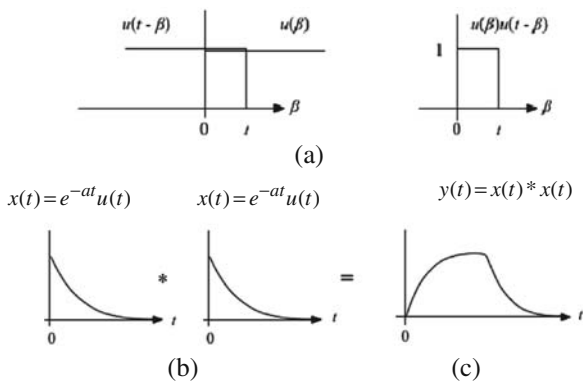 u(t - β) u(β) u(β)u(t - β)
1
0 t β 0 t β
(a)
x(t) = e^{-at} u(t) x(t) = e^{-at} u(t) y(t) = x(t) * x(t)
* =
t t t
0 0 0
(b) (c)